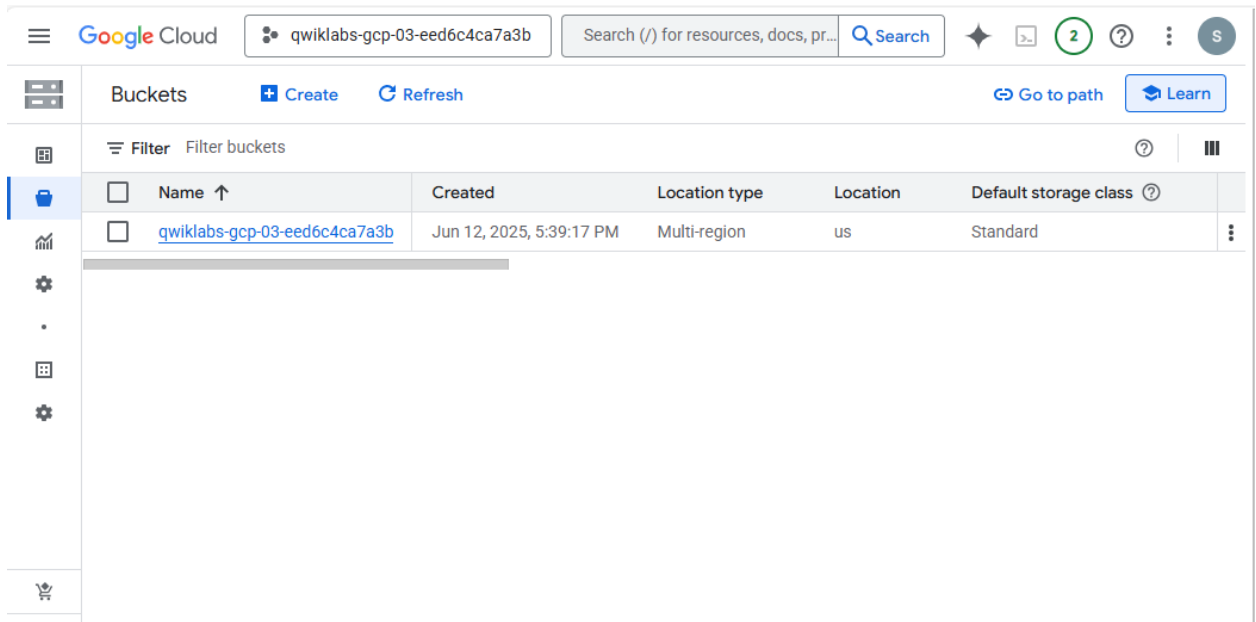 Google Cloud qwiklabs-gcp-03-eed6c4ca7a3b Search (/) for resources, docs, pr... Search 2 S
Buckets Create Refresh Go to path Learn
Filter Filter buckets
Name Created Location type Location Default storage class
qwiklabs-gcp-03-eed6c4ca7a3b Jun 12, 2025, 5:39:17 PM Multi-region us Standard